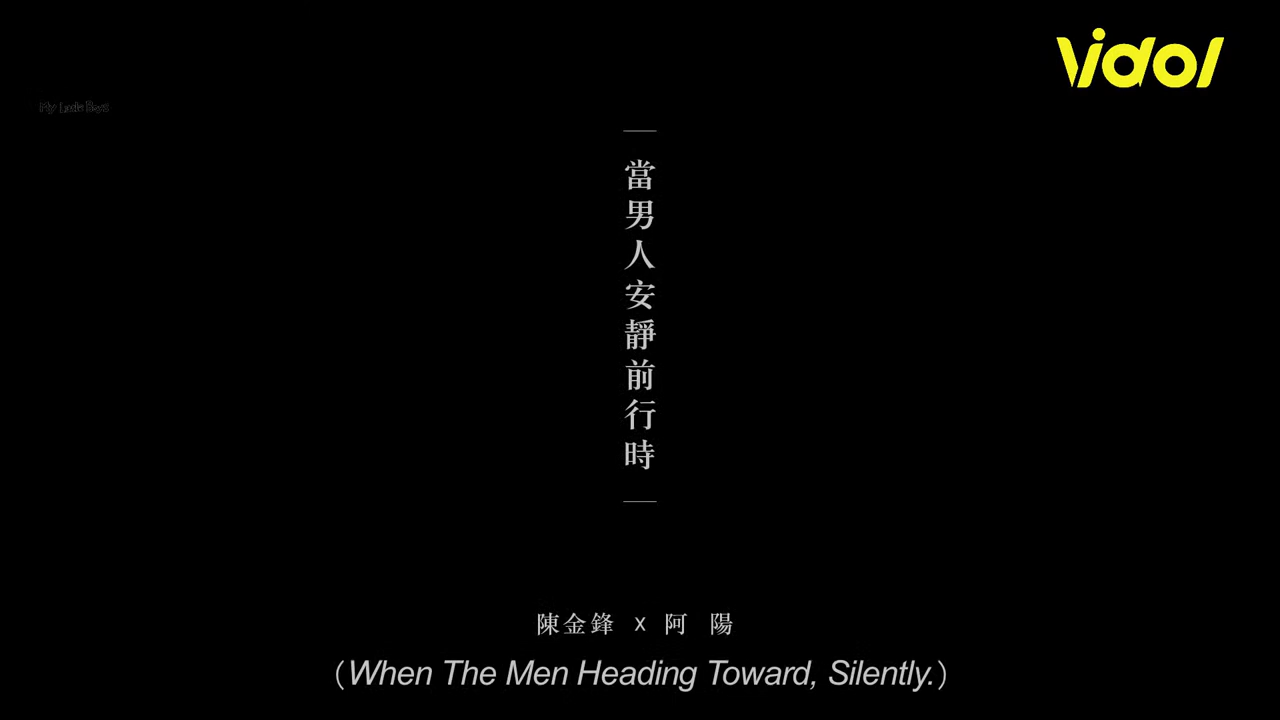 Vidol
當男人安靜前行時
陳金鋒 x 阿 陽
（When The Men Heading Toward, Silently.）